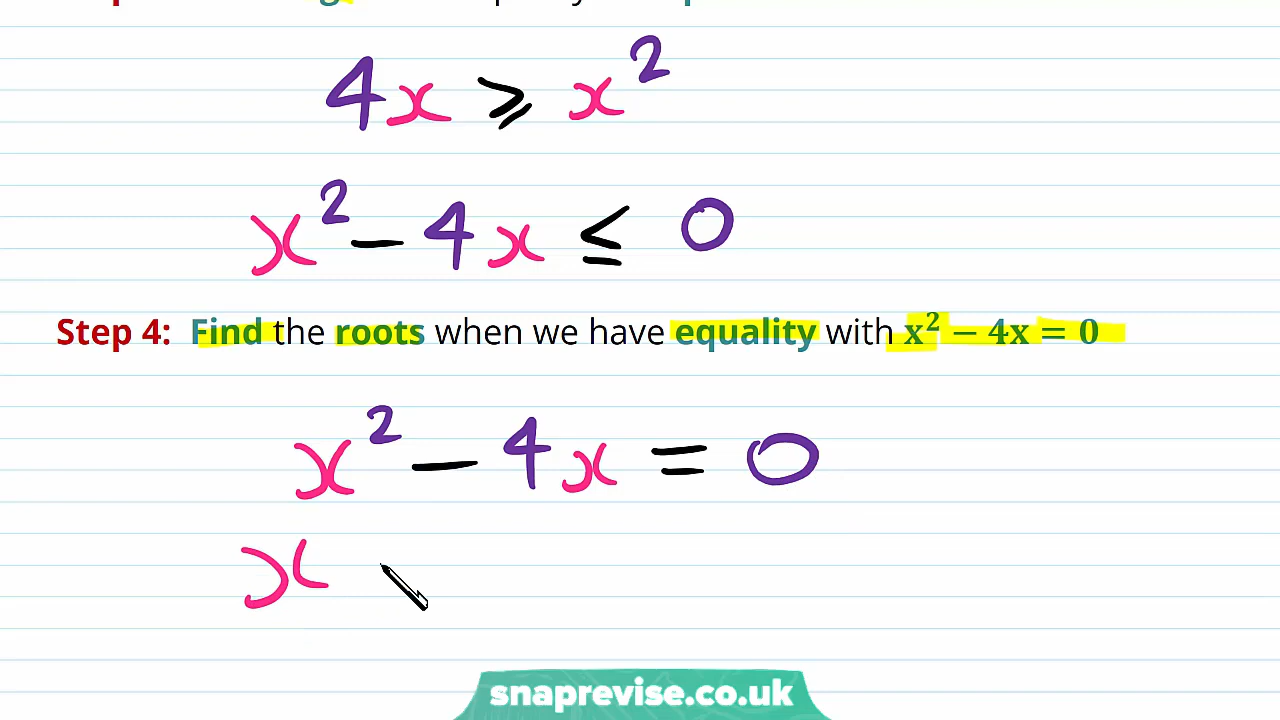 4x ≥ x²
x² − 4x ≤ 0
Step 4: Find the roots when we have equality with x² − 4x = 0
x² − 4x = 0
x
snaprevise.co.uk